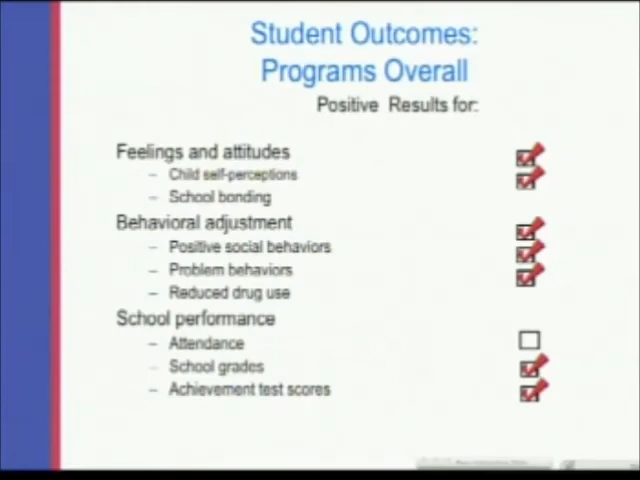 Student Outcomes:
Programs Overall
Positive Results for:
Feelings and attitudes
– Child self-perceptions
– School bonding
Behavioral adjustment
– Positive social behaviors
– Problem behaviors
– Reduced drug use
School performance
– Attendance
– School grades
– Achievement test scores